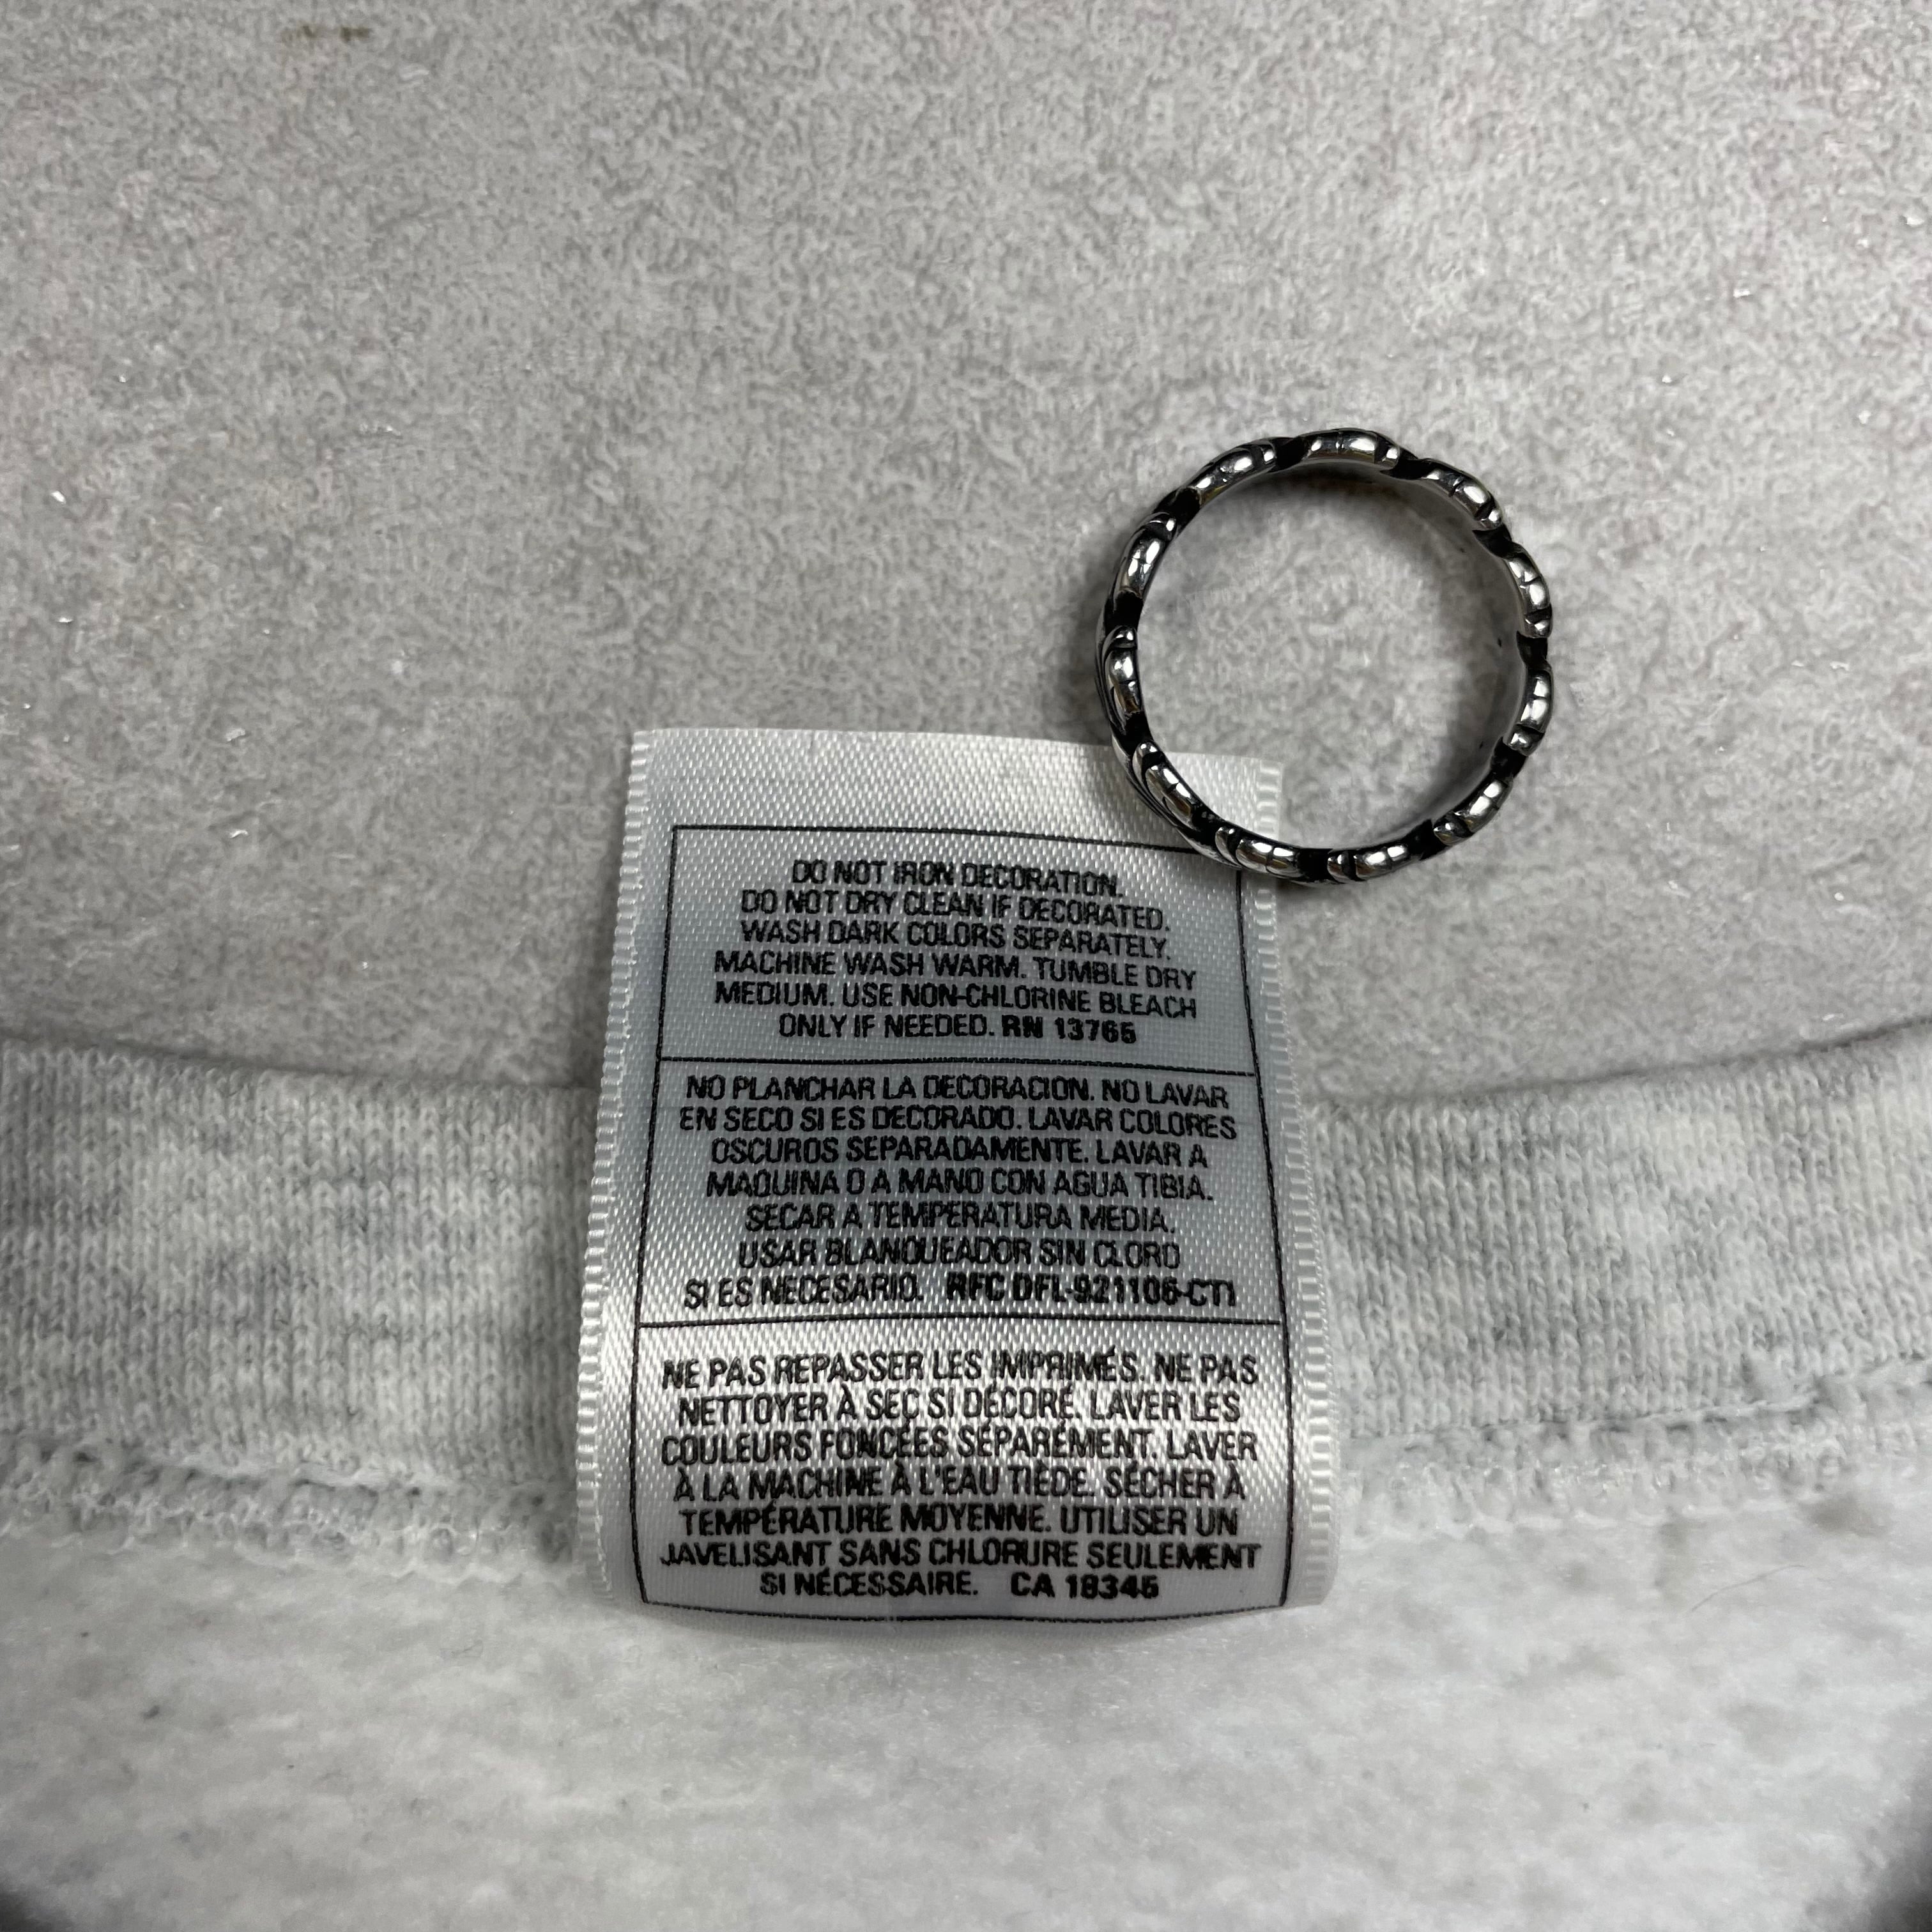 DO NOT IRON DECORATION.
DO NOT DRY CLEAN IF DECORATED.
WASH DARK COLORS SEPARATELY.
MACHINE WASH WARM. TUMBLE DRY
MEDIUM. USE NON-CHLORINE BLEACH
ONLY IF NEEDED. RN 13765
NO PLANCHAR LA DECORACION. NO LAVAR
EN SECO SI ES DECORADO. LAVAR COLORES
OSCUROS SEPARADAMENTE. LAVAR A
MAQUINA O A MANO CON AGUA TIBIA.
SECAR A TEMPERATURA MEDIA.
USAR BLANQUEADOR SIN CLORO
SI ES NECESARIO. RFC DFL-921106-CTI
NE PAS REPASSER LES IMPRIMÉS. NE PAS
NETTOYER À SEC SI DÉCORÉ. LAVER LES
COULEURS FONCÉES SÉPARÉMENT. LAVER
À LA MACHINE À L'EAU TIÈDE. SÉCHER À
TEMPÉRATURE MOYENNE. UTILISER UN
JAVELISANT SANS CHLORURE SEULEMENT
SI NÉCESSAIRE. CA 18345